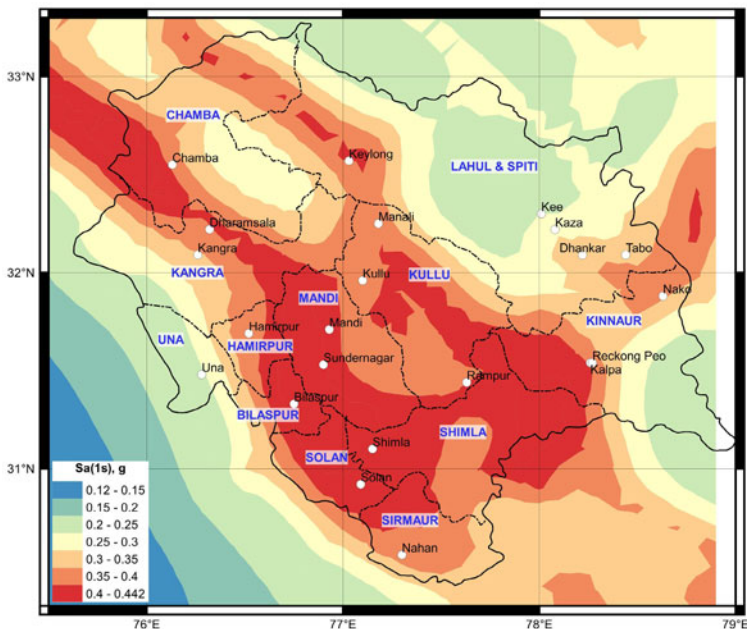 33°N
CHAMBA
Chamba
Keylong
LAHUL & SPITI
Kee
Dharamsala
Manali
Kaza
Kangra
Dhankar
Tabo
32°N
KANGRA
Kullu
KULLU
MANDI
Nako
KINNAUR
UNA
Hamirpur
Mandi
HAMIRPUR
Reckong Peo
Una
Sundernagar
Kalpa
Rampur
BILASPUR
Bilaspur
Shimla
SHIMLA
31°N
SOLAN
Solan
SIRMAUR
Nahan
Sa(1s), g
0.12 - 0.15
0.15 - 0.2
0.2 - 0.25
0.25 - 0.3
0.3 - 0.35
0.35 - 0.4
0.4 - 0.442
76°E
77°E
78°E
79°E